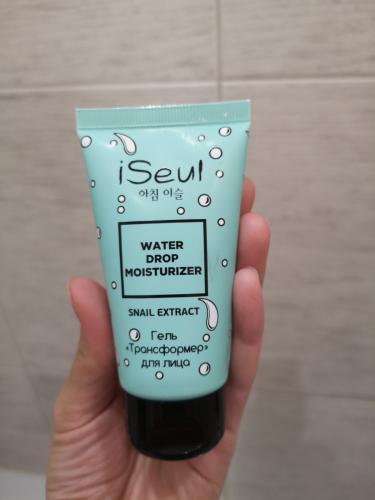 iSeul
아침 이슬
WATER
DROP
MOISTURIZER
SNAIL EXTRACT
Гель
«Трансформер»
для лица